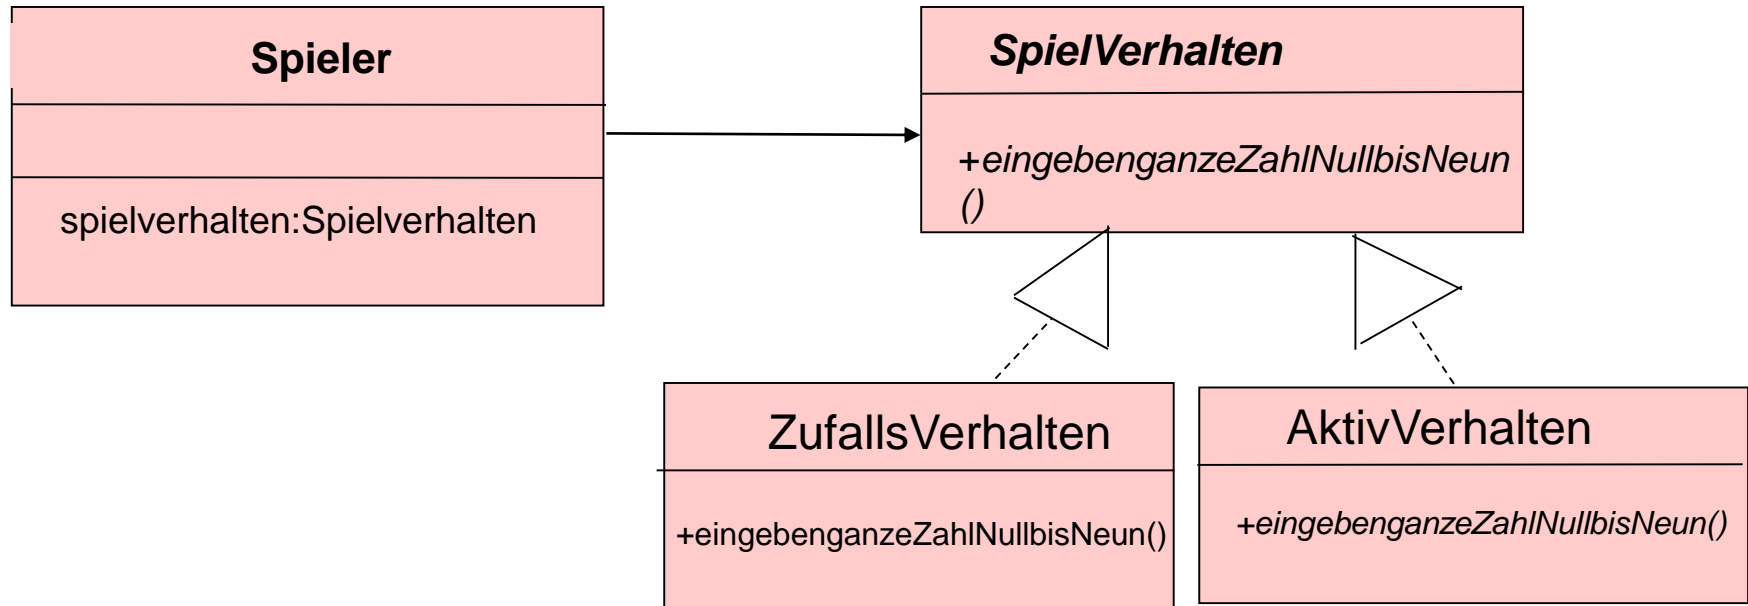 Spieler
spielverhalten:Spielverhalten
SpielVerhalten
+eingebenganzeZahlNullbisNeun
()
ZufallsVerhalten
+eingebenganzeZahlNullbisNeun()
AktivVerhalten
+eingebenganzeZahlNullbisNeun()